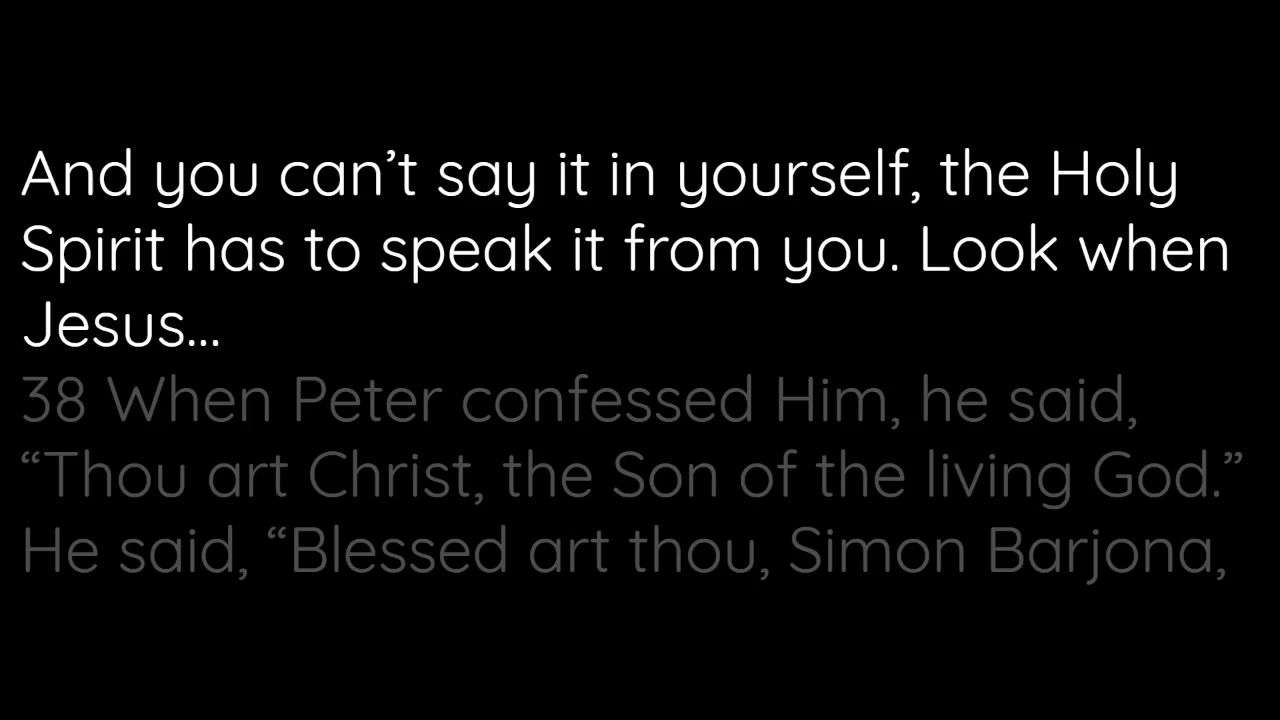 And you can’t say it in yourself, the Holy
Spirit has to speak it from you. Look when
Jesus...
38 When Peter confessed Him, he said,
“Thou art Christ, the Son of the living God.”
He said, “Blessed art thou, Simon Barjona,